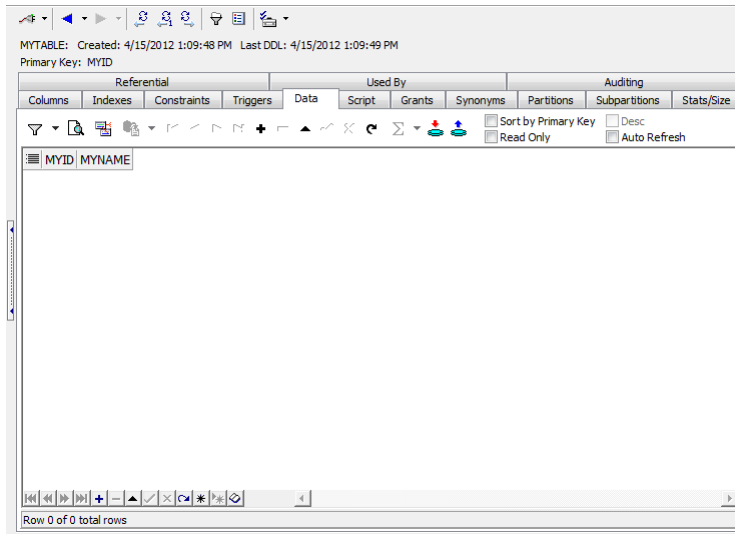 MYTABLE: Created: 4/15/2012 1:09:48 PM Last DDL: 4/15/2012 1:09:49 PM
Primary Key: MYID
Referential Used By Auditing
Columns Indexes Constraints Triggers Data Script Grants Synonyms Partitions Subpartitions Stats/Size
Sort by Primary Key Desc
Read Only Auto Refresh
MYID MYNAME
Row 0 of 0 total rows